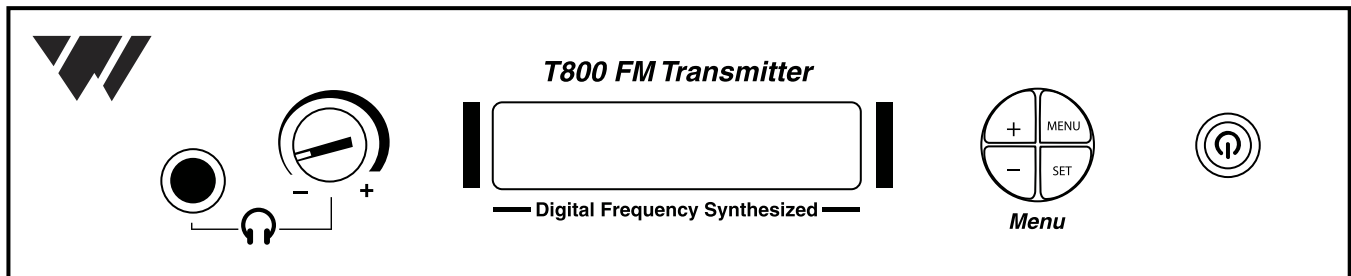 T800 FM Transmitter
+ MENU
− SET
− +
Digital Frequency Synthesized
Menu